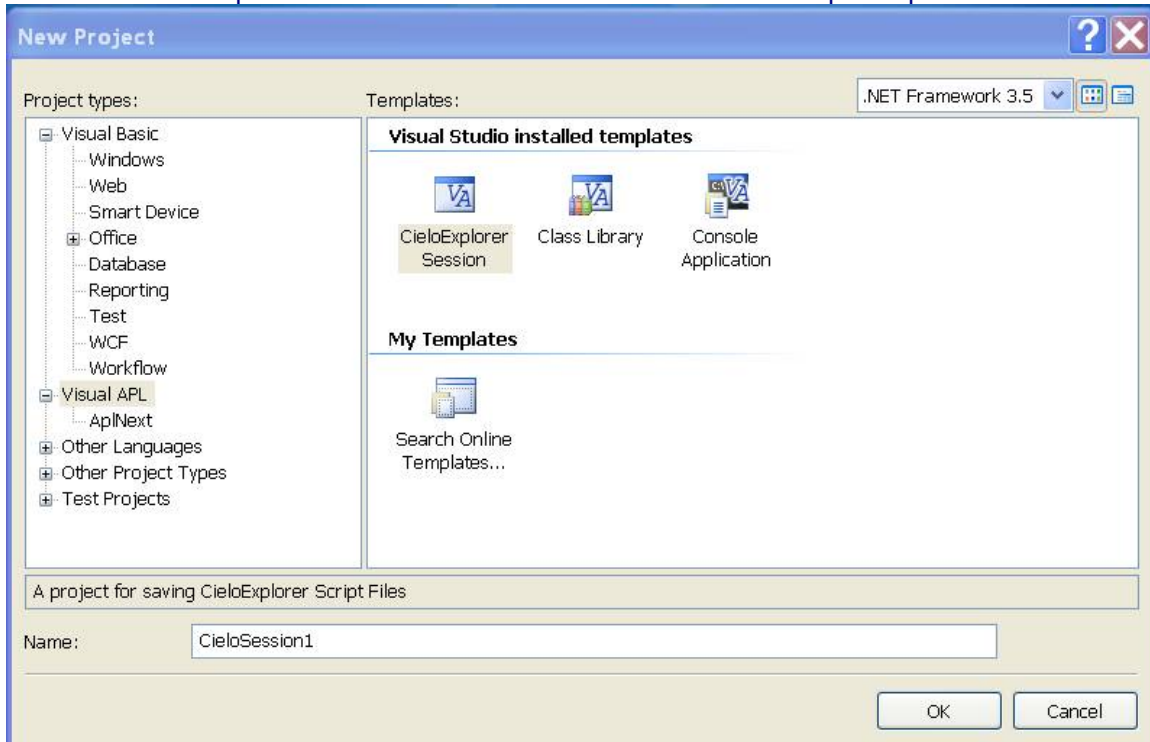 New Project
Project types:
Templates:
.NET Framework 3.5
Visual Basic
Windows
Web
Smart Device
Office
Database
Reporting
Test
WCF
Workflow
Visual APL
AplNext
Other Languages
Other Project Types
Test Projects
Visual Studio installed templates
CieloExplorer
Session
Class Library
Console
Application
My Templates
Search Online
Templates...
A project for saving CieloExplorer Script Files
Name:
CieloSession1
OK
Cancel